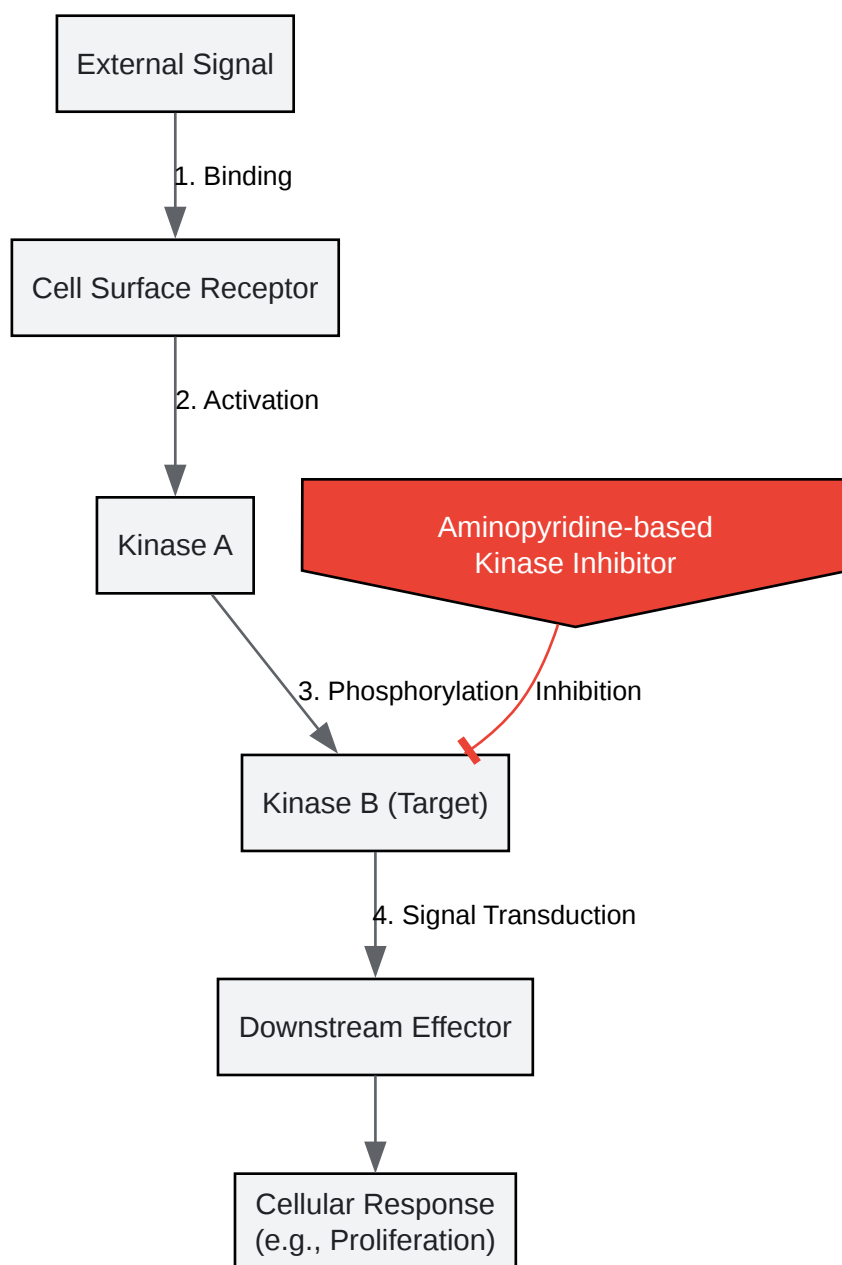 External Signal
1. Binding
Cell Surface Receptor
2. Activation
Kinase A
Aminopyridine-based
Kinase Inhibitor
3. Phosphorylation
Inhibition
Kinase B (Target)
4. Signal Transduction
Downstream Effector
Cellular Response
(e.g., Proliferation)